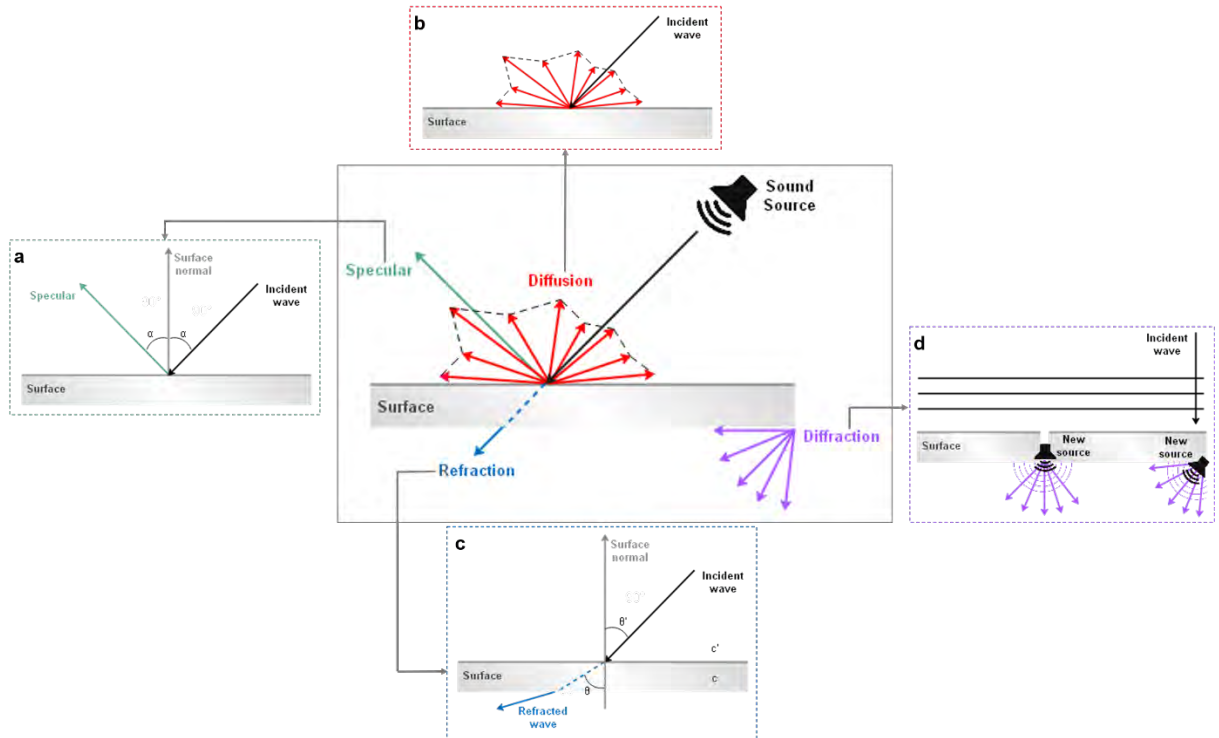 b
Incident
wave
Surface
Sound
Source
Specular
Diffusion
Surface
Refraction
Diffraction
a
Surface
normal
Specular
Incident
wave
α
α
Surface
d
Incident
wave
Surface
New
source
New
source
c
Surface
normal
Incident
wave
θ'
c'
Surface
θ
c
Refracted
wave